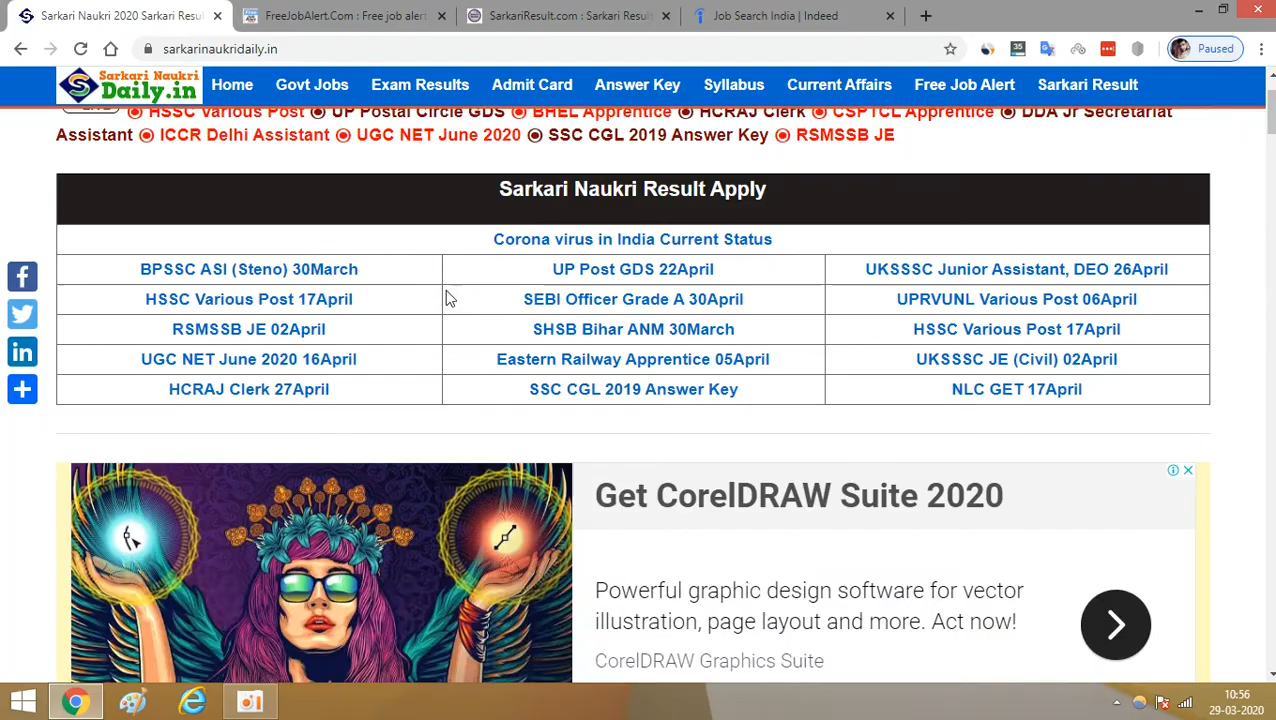 Sarkari Naukri 2020 Sarkari Resu
FreeJobAlert.Com : Free job alert
SarkariResult.com : Sarkari Resul
Job Search India | Indeed
sarkarinaukridaily.in
35
Paused
Sarkari Naukri
Daily.in
Home
Govt Jobs
Exam Results
Admit Card
Answer Key
Syllabus
Current Affairs
Free Job Alert
Sarkari Result
HSSC Various Post UP Postal Circle GDS BHEL Apprentice HCRAJ Clerk CSPTCL Apprentice DDA Jr Secretariat
Assistant ICCR Delhi Assistant UGC NET June 2020 SSC CGL 2019 Answer Key RSMSSB JE
Sarkari Naukri Result Apply
Corona virus in India Current Status
BPSSC ASI (Steno) 30March
UP Post GDS 22April
UKSSSC Junior Assistant, DEO 26April
HSSC Various Post 17April
SEBI Officer Grade A 30April
UPRVUNL Various Post 06April
RSMSSB JE 02April
SHSB Bihar ANM 30March
HSSC Various Post 17April
UGC NET June 2020 16April
Eastern Railway Apprentice 05April
UKSSSC JE (Civil) 02April
HCRAJ Clerk 27April
SSC CGL 2019 Answer Key
NLC GET 17April
Get CorelDRAW Suite 2020
Powerful graphic design software for vector
illustration, page layout and more. Act now!
CorelDRAW Graphics Suite
10:56
29-03-2020